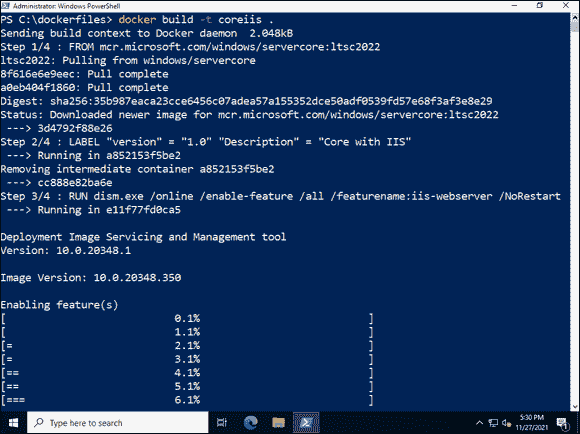 Administrator: Windows PowerShell
PS C:\dockerfiles> docker build -t coreiis .
Sending build context to Docker daemon  2.048kB
Step 1/4 : FROM mcr.microsoft.com/windows/servercore:ltsc2022
ltsc2022: Pulling from windows/servercore
8f616e6e9eec: Pull complete
a0eb404f1860: Pull complete
Digest: sha256:35b987eaca23cce6456c07adea57a155352dce50adf0539fd57e68f3af3e8e29
Status: Downloaded newer image for mcr.microsoft.com/windows/servercore:ltsc2022
 ---> 3d4792f88e26
Step 2/4 : LABEL "version" = "1.0" "Description" = "Core with IIS"
 ---> Running in a852153f5be2
Removing intermediate container a852153f5be2
 ---> cc888e82ba6e
Step 3/4 : RUN dism.exe /online /enable-feature /all /featurename:iis-webserver /NoRestart
 ---> Running in e11f77fd0ca5
Deployment Image Servicing and Management tool
Version: 10.0.20348.1
Image Version: 10.0.20348.350
Enabling feature(s)
[                           0.1%                           ]
[                           1.1%                           ]
[=                          2.1%                           ]
[=                          3.1%                           ]
[==                         4.1%                           ]
[==                         5.1%                           ]
[===                        6.1%                           ]
Type here to search
5:30 PM
11/27/2021
1